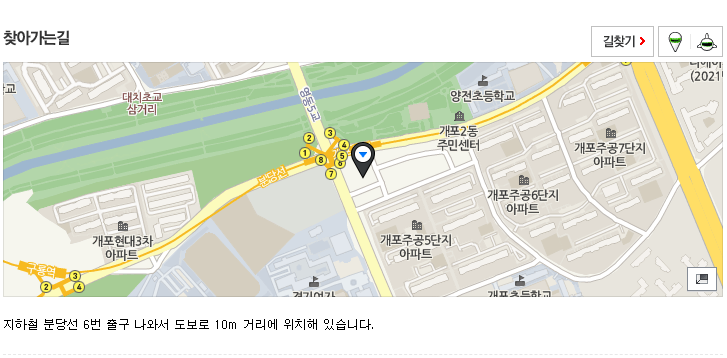 찾아가는길
길찾기
대치초교
삼거리
영동5교
양전초등학교
(2021
개포2동
주민센터
개포주공7단지
아파트
1
2
3
4
5
6
7
8
분당선
개포주공6단지
아파트
개포현대3차
아파트
개포주공5단지
아파트
구룡역
2
3
4
경기여자
개포초등학교
지하철 분당선 6번 출구 나와서 도보로 10m 거리에 위치해 있습니다.